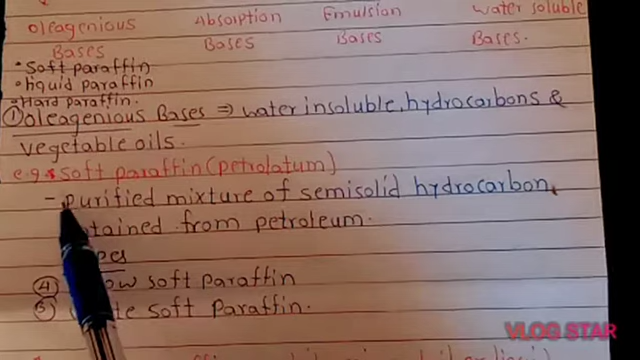 oleagenious Absorption Emulsion water soluble
Bases Bases Bases Bases.
• Soft paraffin
• liquid paraffin
• Hard paraffin.
① oleagenious Bases ⇒ water insoluble, hydrocarbons &
vegetable oils.
e.g. soft paraffin (petrolatum)
- purified mixture of semisolid hydrocarbon,
tained from petroleum.
soft paraffin
soft paraffin.
VLOG STAR